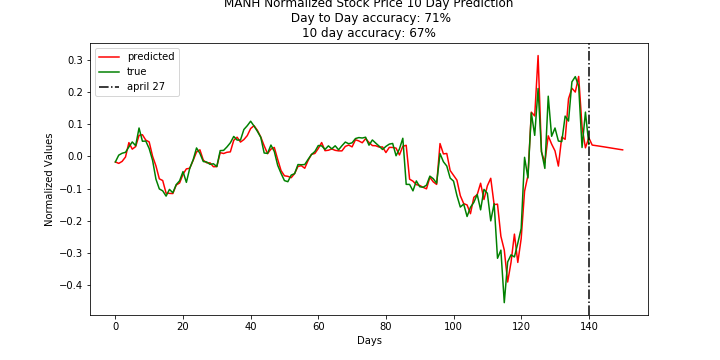 MANH Normalized Stock Price 10 Day Prediction
Day to Day accuracy: 71%
10 day accuracy: 67%
predicted
true
april 27
Normalized Values
0.3
0.2
0.1
0.0
−0.1
−0.2
−0.3
−0.4
0 20 40 60 80 100 120 140
Days